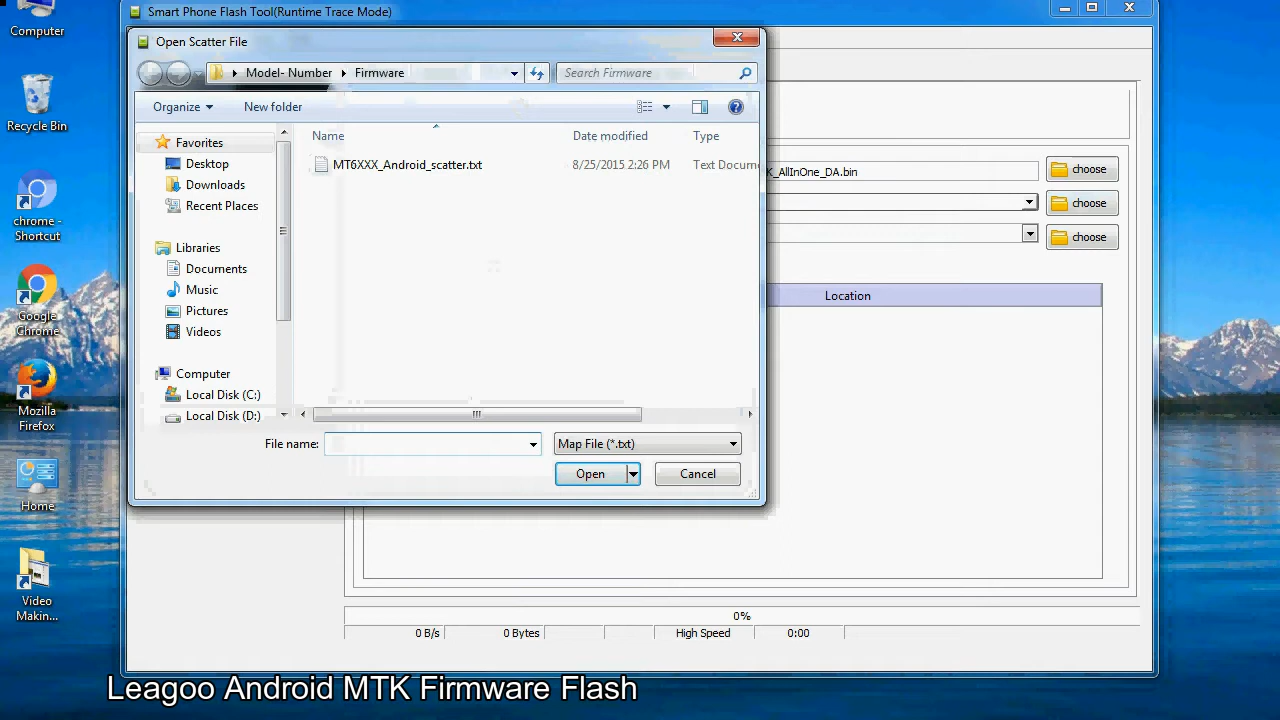 Computer
Recycle Bin
chrome -
Shortcut
Google
Chrome
Mozilla
Firefox
Home
Video
Makin...
Smart Phone Flash Tool(Runtime Trace Mode)
Open Scatter File
Model- Number
Firmware
Search Firmware
Organize
New folder
Favorites
Desktop
Downloads
Recent Places
Libraries
Documents
Music
Pictures
Videos
Computer
Local Disk (C:)
Local Disk (D:)
Name
Date modified
Type
MT6XXX_Android_scatter.txt
8/25/2015 2:26 PM
Text Docum
File name:
Map File (*.txt)
Open
Cancel
K_AllInOne_DA.bin
choose
choose
choose
Location
0%
0 B/s
0 Bytes
High Speed
0:00
Leagoo Android MTK Firmware Flash